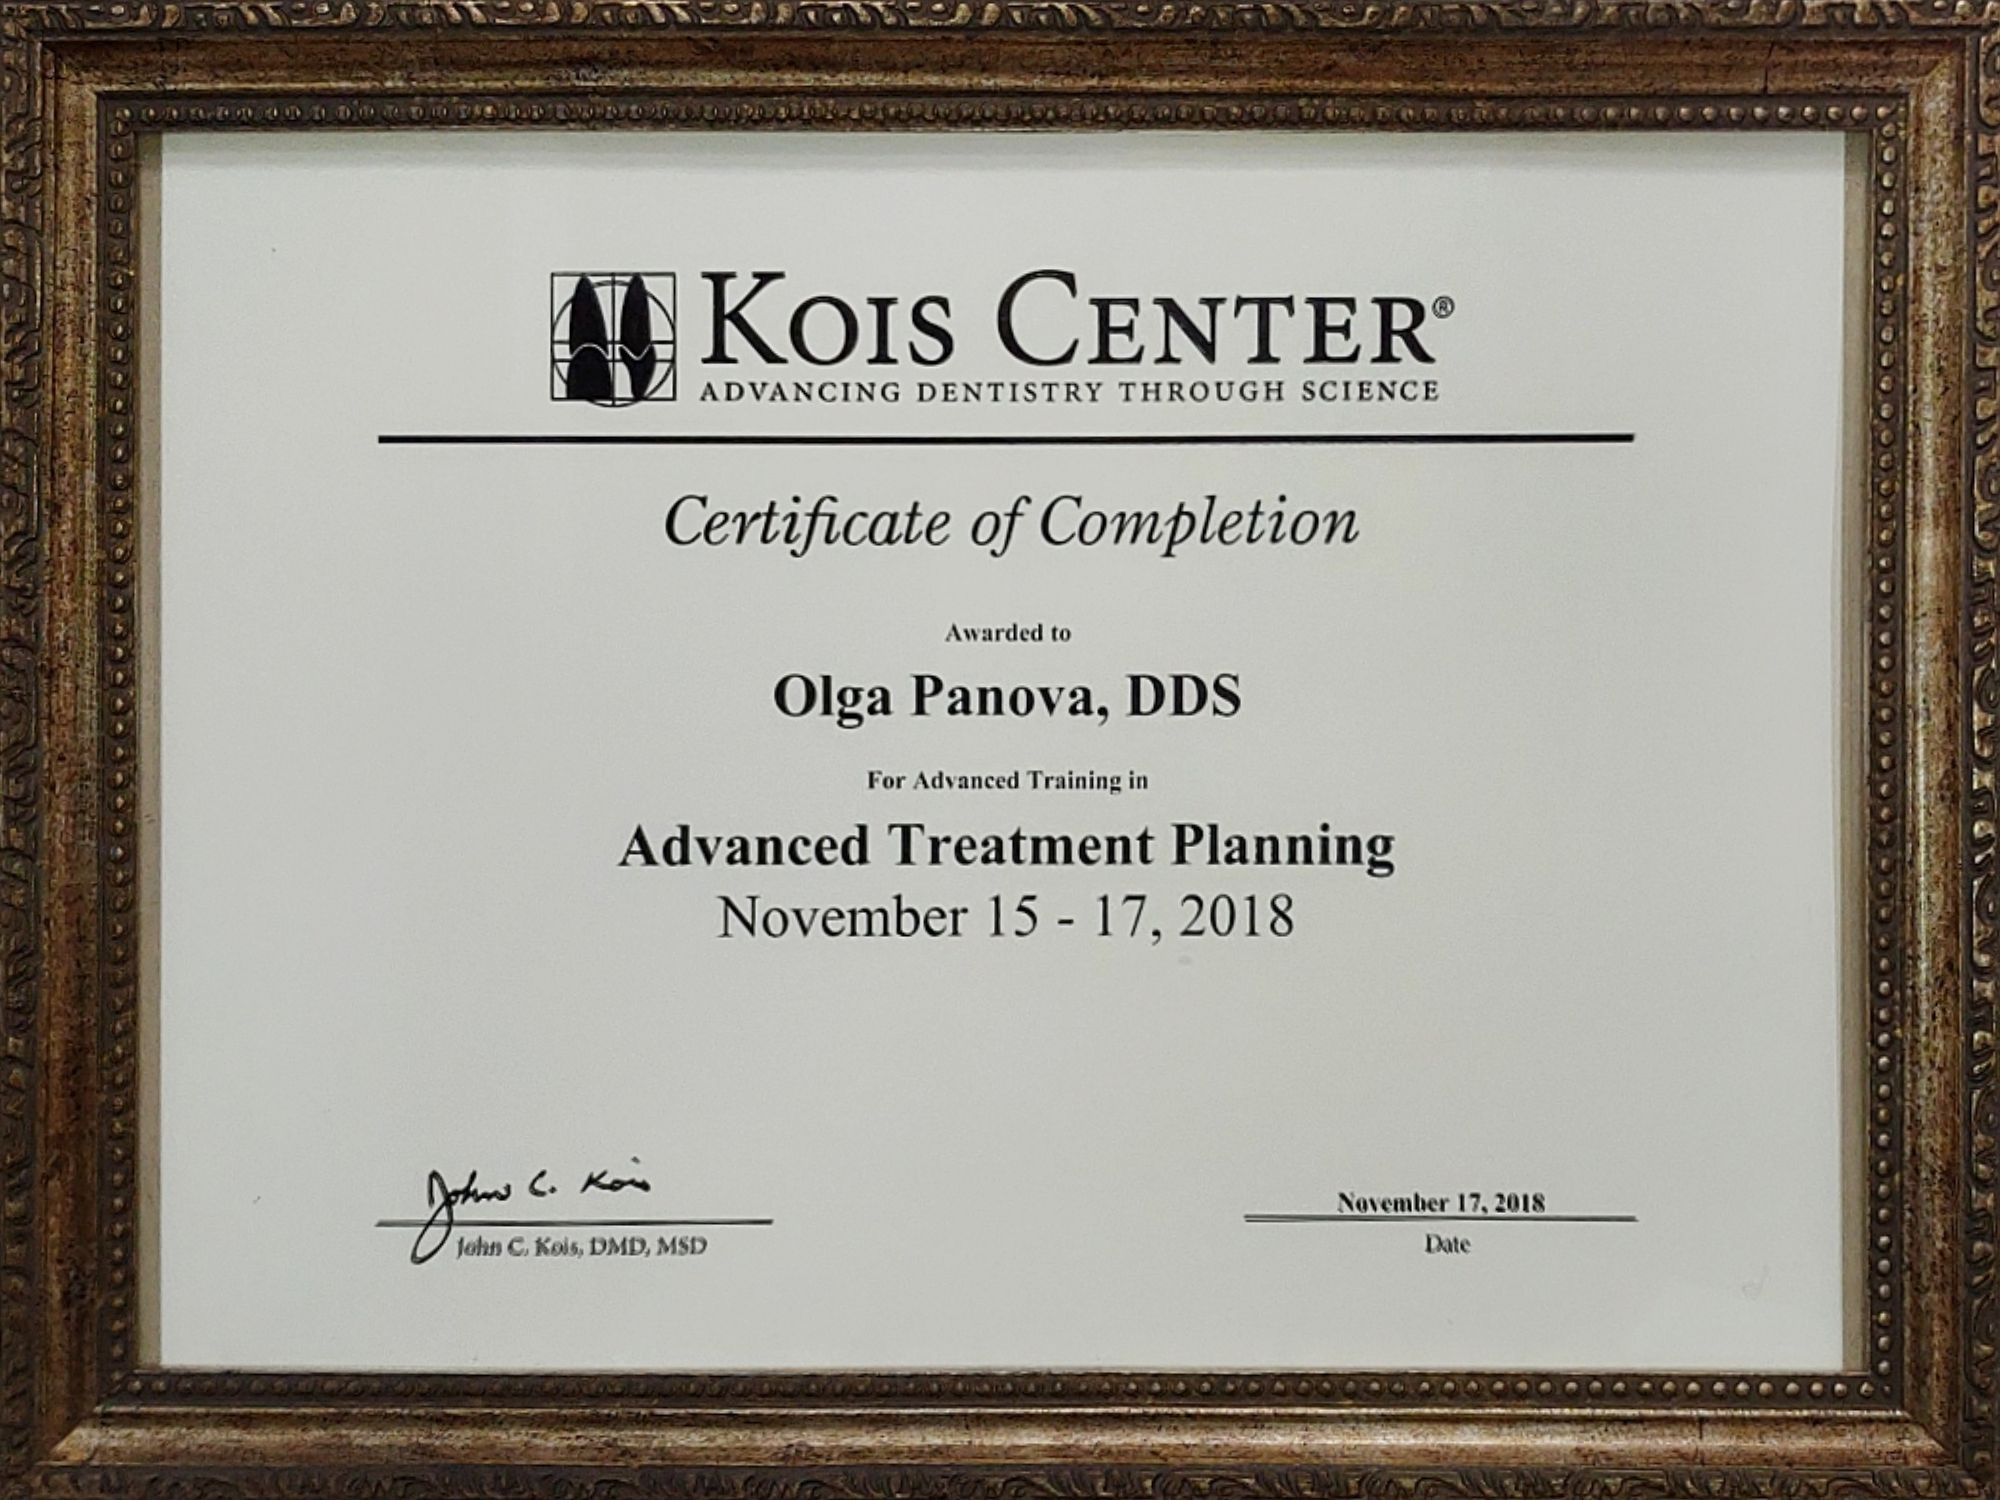 KOIS CENTER®
ADVANCING DENTISTRY THROUGH SCIENCE
Certificate of Completion
Awarded to
Olga Panova, DDS
For Advanced Training in
Advanced Treatment Planning
November 15 - 17, 2018
John C. Kois
John C. Kois, DMD, MSD
November 17, 2018
Date